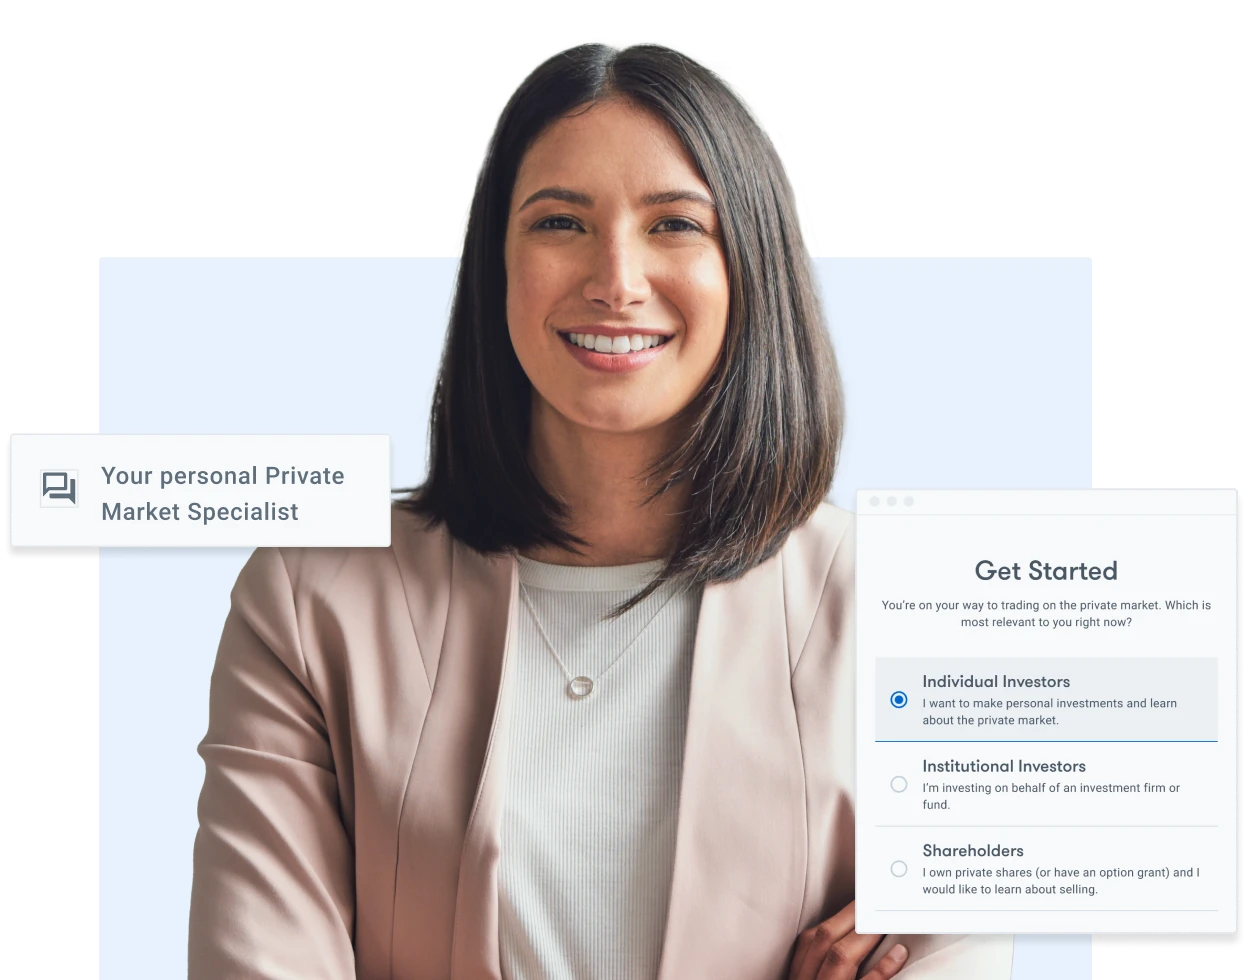 Your personal Private
Market Specialist
Get Started
You're on your way to trading on the private market. Which is
most relevant to you right now?
Individual Investors
I want to make personal investments and learn
about the private market.
Institutional Investors
I'm investing on behalf of an investment firm or
fund.
Shareholders
I own private shares (or have an option grant) and I
would like to learn about selling.